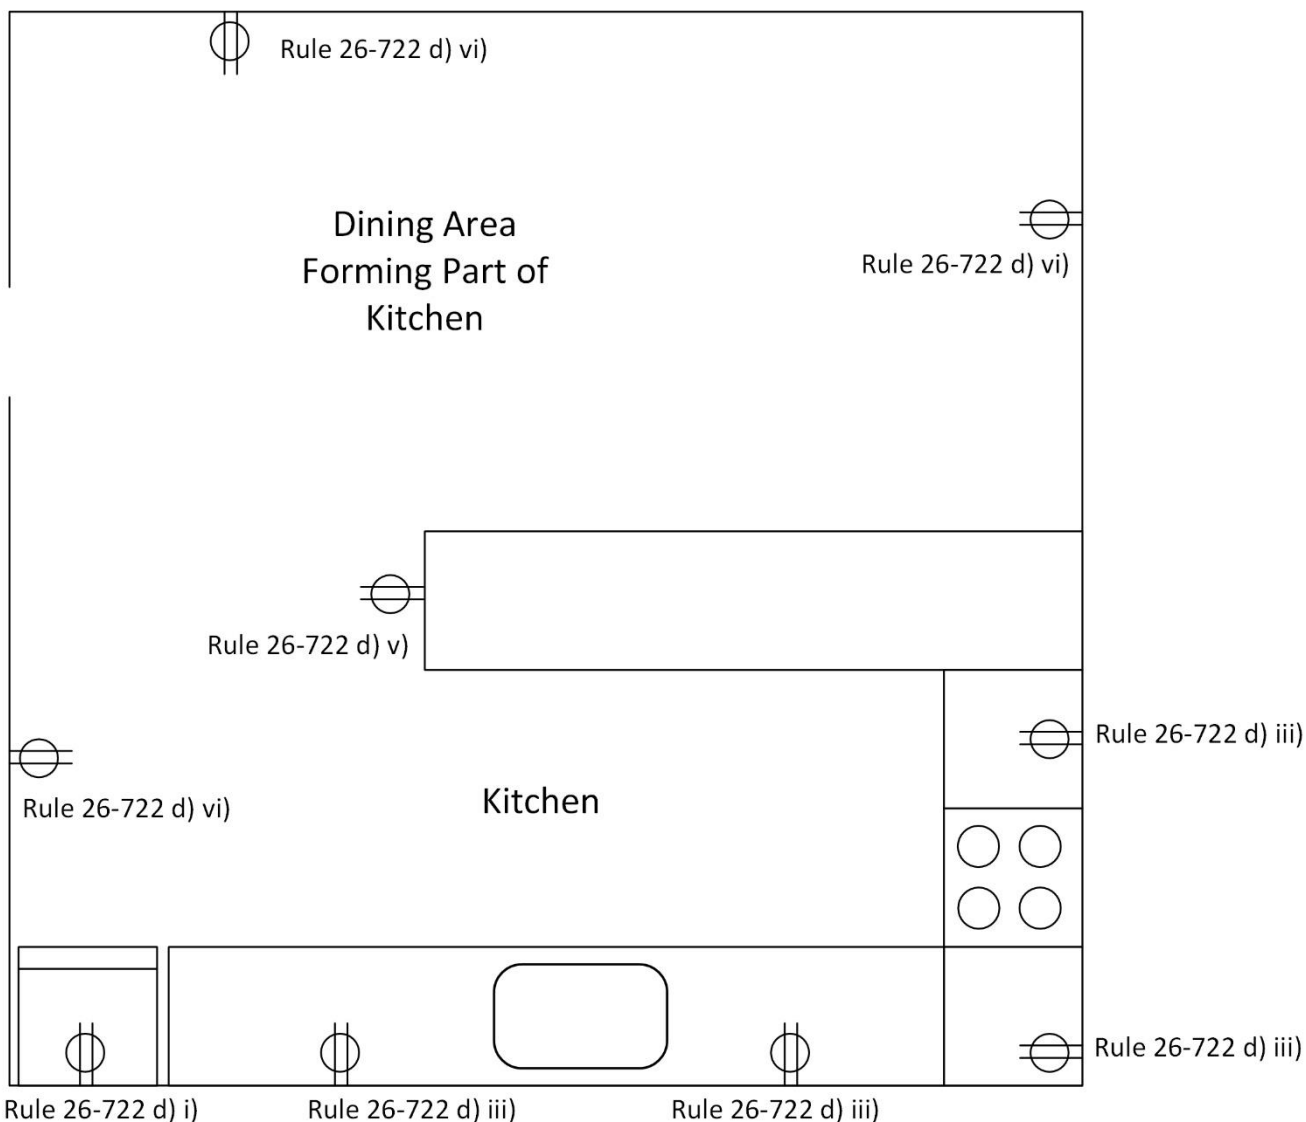 Rule 26-722 d) vi)
Dining Area
Forming Part of
Kitchen
Rule 26-722 d) vi)
Rule 26-722 d) v)
Rule 26-722 d) iii)
Rule 26-722 d) vi)
Kitchen
Rule 26-722 d) iii)
Rule 26-722 d) i)
Rule 26-722 d) iii)
Rule 26-722 d) iii)